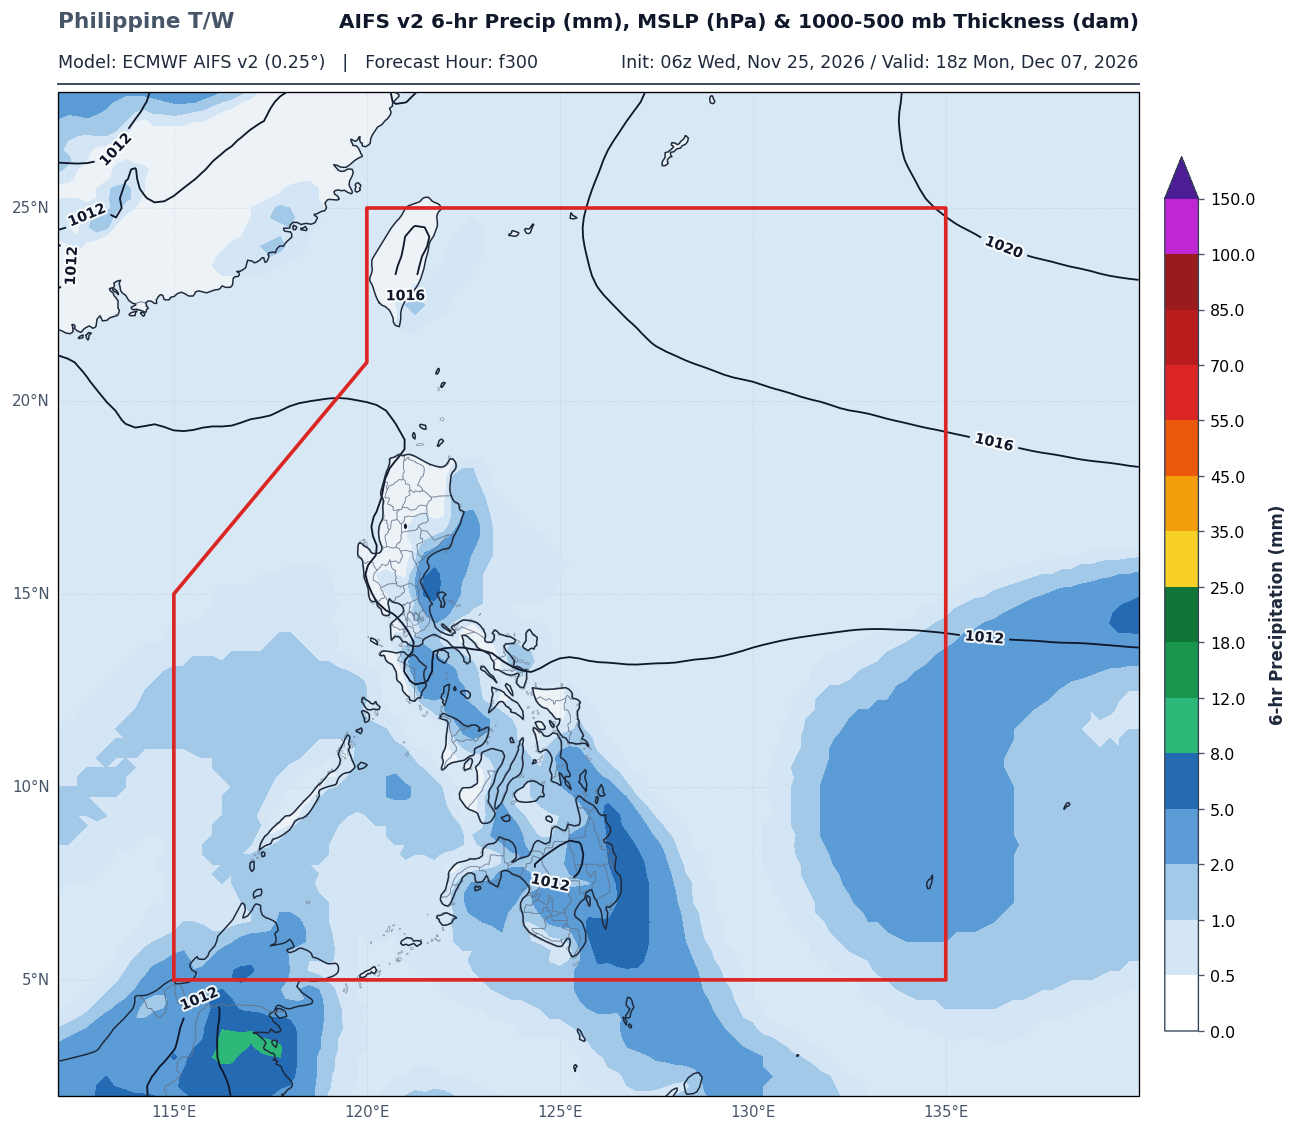 Philippine T/W
AIFS v2 6-hr Precip (mm), MSLP (hPa) & 1000-500 mb Thickness (dam)
Model: ECMWF AIFS v2 (0.25°) | Forecast Hour: f300
Init: 06z Wed, Nov 25, 2026 / Valid: 18z Mon, Dec 07, 2026
1012
1012
1012
1016
1020
1016
1012
1012
1012
25°N
20°N
15°N
10°N
5°N
115°E
120°E
125°E
130°E
135°E
150.0
100.0
85.0
70.0
55.0
45.0
35.0
25.0
18.0
12.0
8.0
5.0
2.0
1.0
0.5
0.0
6-hr Precipitation (mm)